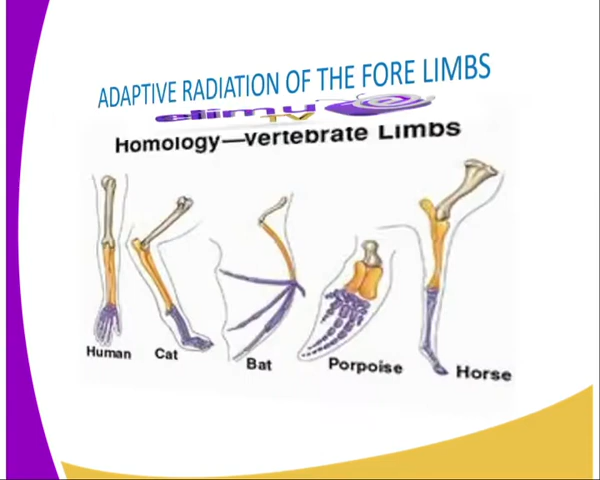 ADAPTIVE RADIATION OF THE FORE LIMBS
elimu
TV
Homology—Vertebrate Limbs
Human
Cat
Bat
Porpoise
Horse